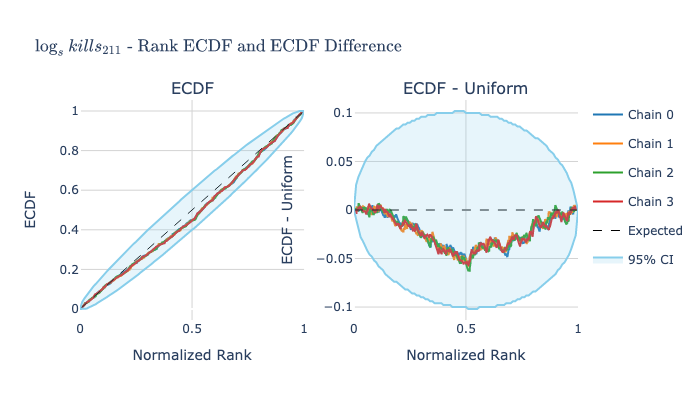 log_s kills_211 - Rank ECDF and ECDF Difference
ECDF
ECDF - Uniform
1
0.8
0.6
0.4
0.2
0
ECDF
0
0.5
1
Normalized Rank
0.1
0.05
0
−0.05
−0.1
ECDF - Uniform
0
0.5
1
Normalized Rank
Chain 0
Chain 1
Chain 2
Chain 3
Expected
95% CI